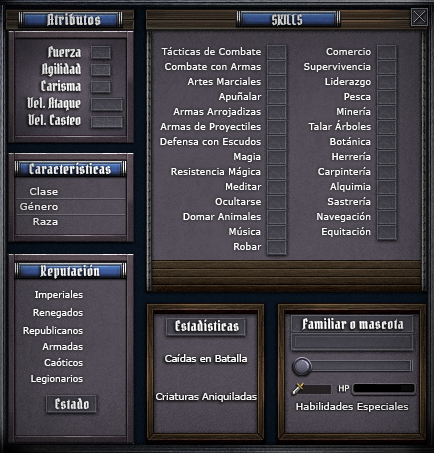 Atributos
Fuerza
Agilidad
Carisma
Vel. Ataque
Vel. Casteo
Características
Clase
Género
Raza
Reputación
Imperiales
Renegados
Republicanos
Armadas
Caóticos
Legionarios
Estado
SKILLS
Tácticas de Combate
Combate con Armas
Artes Marciales
Apuñalar
Armas Arrojadizas
Armas de Proyectiles
Defensa con Escudos
Magia
Resistencia Mágica
Meditar
Ocultarse
Domar Animales
Música
Robar
Comercio
Supervivencia
Liderazgo
Pesca
Minería
Talar Árboles
Botánica
Herrería
Carpintería
Alquimia
Sastrería
Navegación
Equitación
Estadísticas
Caídas en Batalla
Criaturas Aniquiladas
Familiar o mascota
HP
Habilidades Especiales